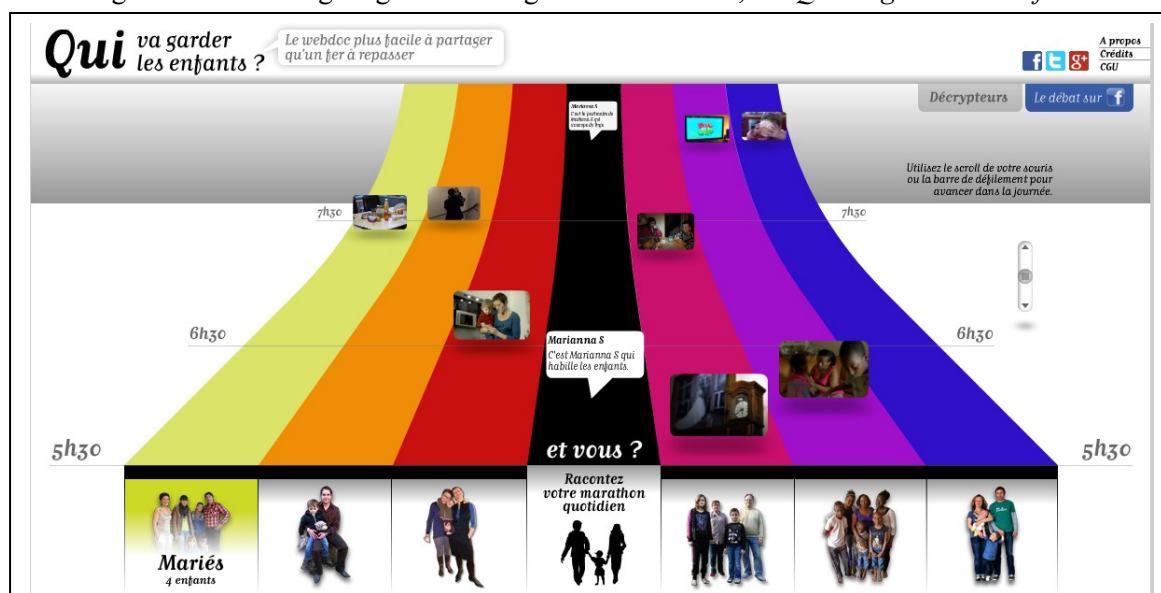 Qui va garder
les enfants ?
Le webdoc plus facile à partager
qu'un fer à repasser
A propos
Crédits
CGU
Décrypteurs
Le débat sur
Utilisez le scroll de votre souris
ou la barre de défilement pour
avancer dans la journée.
Marianna S
7h30
7h30
6h30
6h30
Marianna S
C'est Marianna S qui
habille les enfants.
5h30
et vous ?
5h30
Racontez
votre marathon
quotidien
Mariés
4 enfants